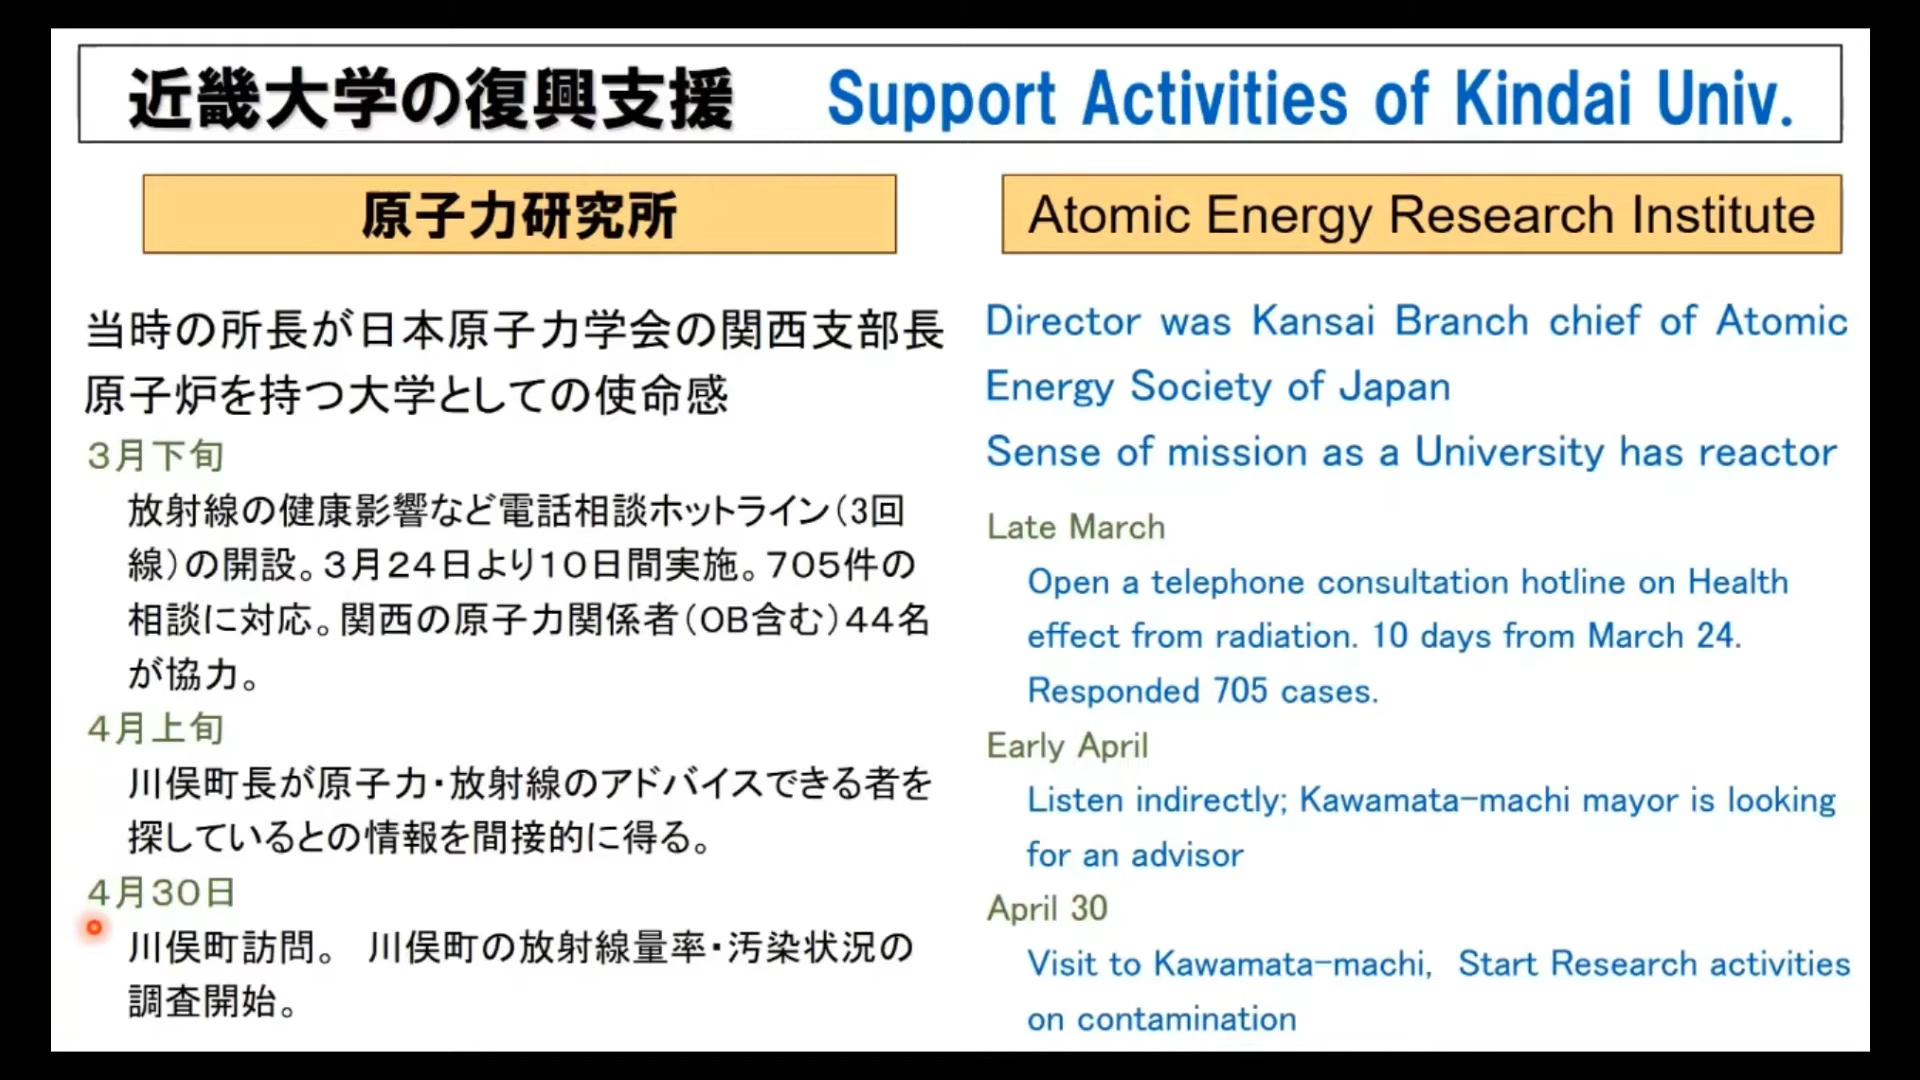 近畿大学の復興支援 Support Activities of Kindai Univ.
原子力研究所
当時の所長が日本原子力学会の関西支部長
原子炉を持つ大学としての使命感
3月下旬
放射線の健康影響など電話相談ホットライン(3回
線)の開設。3月24日より10日間実施。705件の
相談に対応。関西の原子力関係者(OB含む)44名
が協力。
4月上旬
川俣町長が原子力・放射線のアドバイスできる者を
探しているとの情報を間接的に得る。
4月30日
川俣町訪問。 川俣町の放射線量率・汚染状況の
調査開始。
Atomic Energy Research Institute
Director was Kansai Branch chief of Atomic
Energy Society of Japan
Sense of mission as a University has reactor
Late March
Open a telephone consultation hotline on Health
effect from radiation. 10 days from March 24.
Responded 705 cases.
Early April
Listen indirectly; Kawamata-machi mayor is looking
for an advisor
April 30
Visit to Kawamata-machi, Start Research activities
on contamination